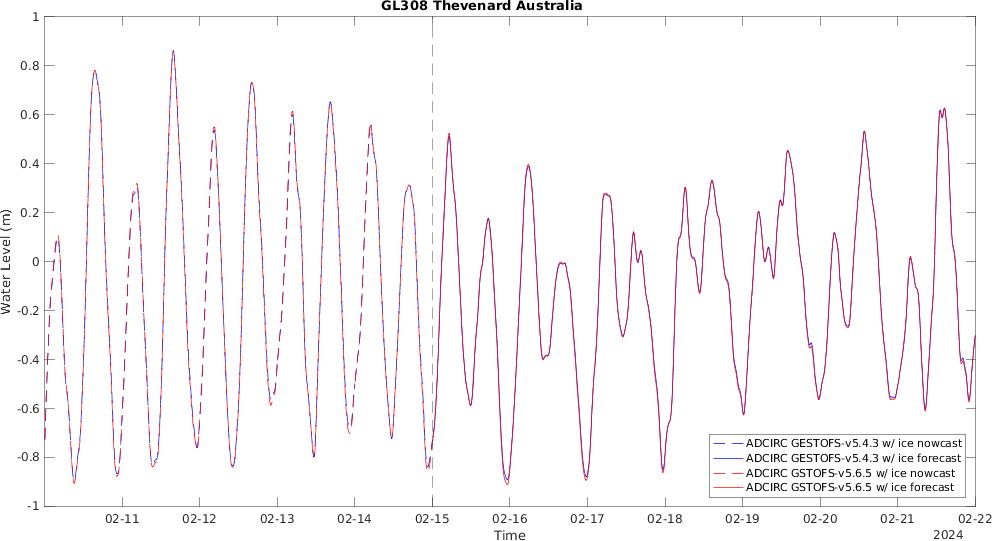 GL308 Thevenard Australia
1
0.8
0.6
0.4
0.2
0
-0.2
-0.4
-0.6
-0.8
-1
Water Level (m)
ADCIRC GESTOFS-v5.4.3 w/ ice nowcast
ADCIRC GESTOFS-v5.4.3 w/ ice forecast
ADCIRC GSTOFS-v5.6.5 w/ ice nowcast
ADCIRC GSTOFS-v5.6.5 w/ ice forecast
02-11 02-12 02-13 02-14 02-15 02-16 02-17 02-18 02-19 02-20 02-21 02-22
Time
2024